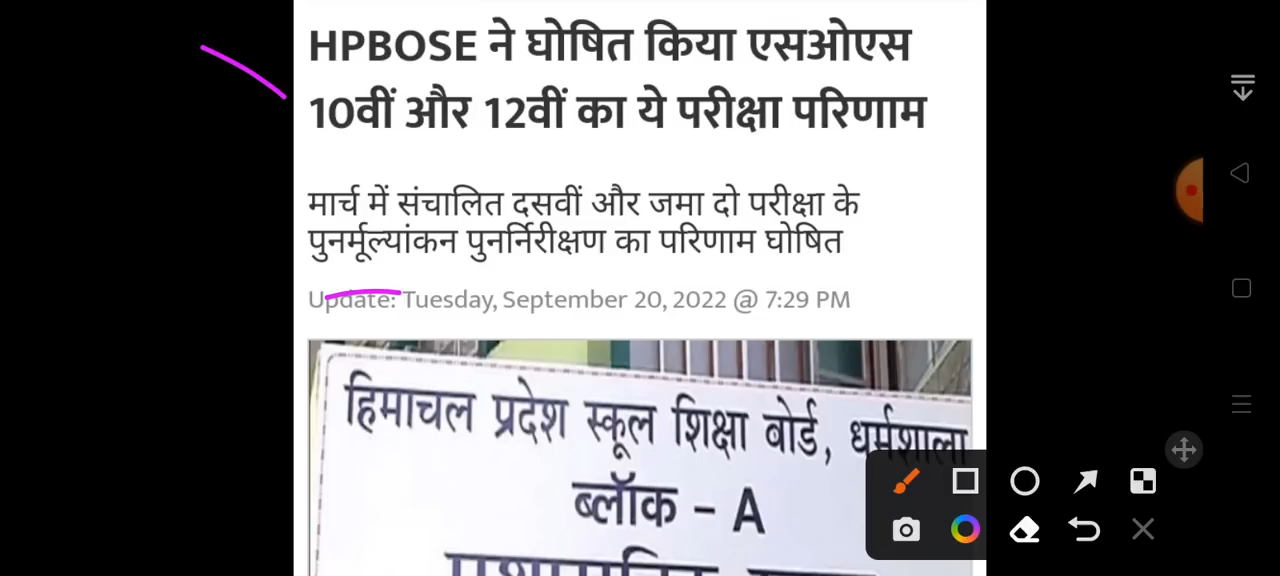 HPBOSE ने घोषित किया एसओएस
10वीं और 12वीं का ये परीक्षा परिणाम
मार्च में संचालित दसवीं और जमा दो परीक्षा के
पुनर्मूल्यांकन पुनर्निरीक्षण का परिणाम घोषित
Update: Tuesday, September 20, 2022 @ 7:29 PM
हिमाचल प्रदेश स्कूल शिक्षा बोर्ड, धर्मशाला
ब्लॉक - A